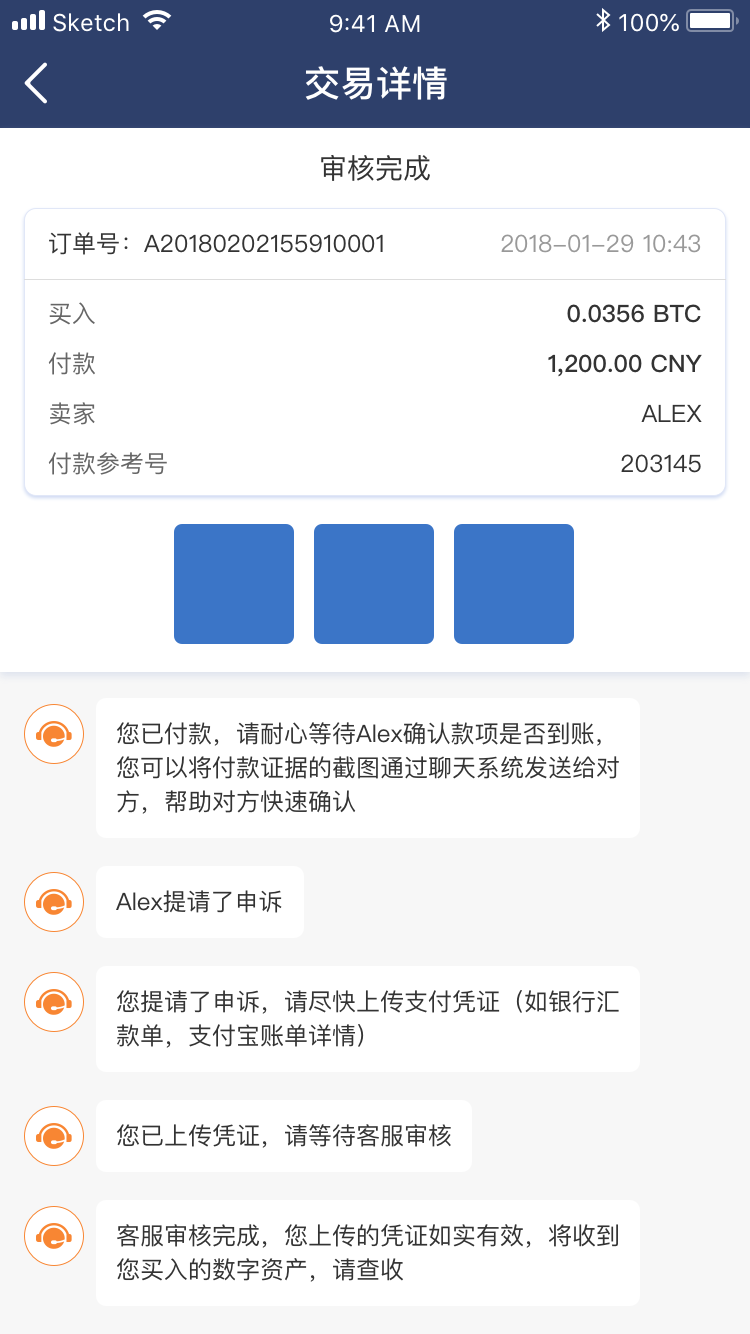 Sketch 9:41 AM 100%
交易详情
审核完成
订单号：A20180202155910001 2018-01-29 10:43
买入 0.0356 BTC
付款 1,200.00 CNY
卖家 ALEX
付款参考号 203145
您已付款，请耐心等待Alex确认款项是否到账，
您可以将付款证据的截图通过聊天系统发送给对
方，帮助对方快速确认
Alex提请了申诉
您提请了申诉，请尽快上传支付凭证（如银行汇
款单，支付宝账单详情）
您已上传凭证，请等待客服审核
客服审核完成，您上传的凭证如实有效，将收到
您买入的数字资产，请查收